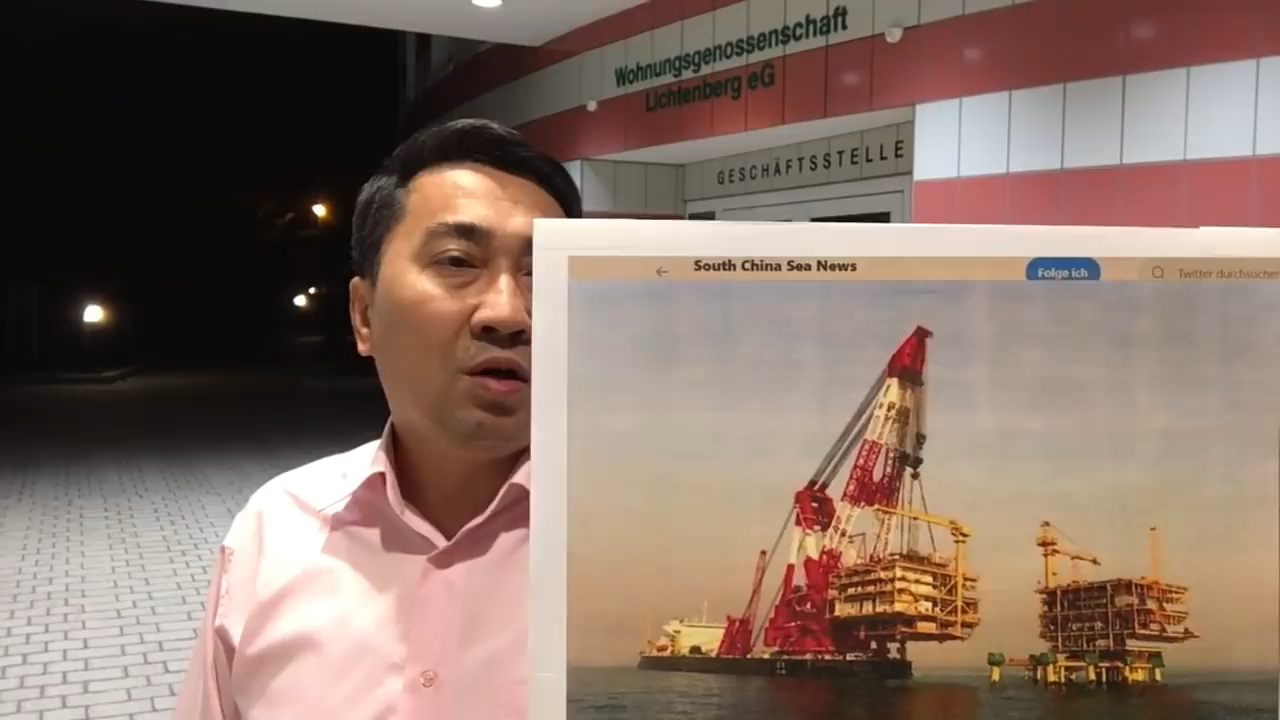 Wohnungsgenossenschaft
Lichtenberg eG
GESCHÄFTSSTELLE
South China Sea News
Folge ich
Twitter durchsuchen